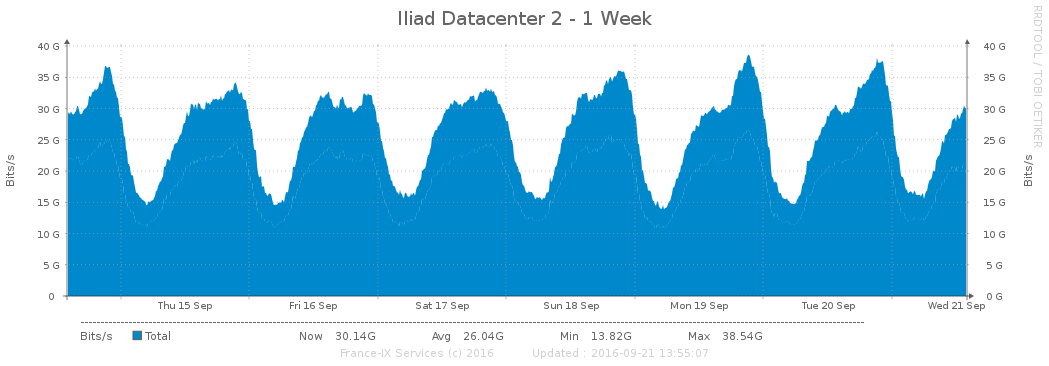 Iliad Datacenter 2 - 1 Week
RRDTOOL / TOBI OETIKER
Bits/s
40 G 40 G
35 G 35 G
30 G 30 G
25 G 25 G
20 G 20 G
15 G 15 G
10 G 10 G
5 G 5 G
0 0 G
Bits/s
Thu 15 Sep Fri 16 Sep Sat 17 Sep Sun 18 Sep Mon 19 Sep Tue 20 Sep Wed 21 Sep
Bits/s Total Now 30.14G Avg 26.04G Min 13.82G Max 38.54G
France-IX Services (c) 2016 Updated : 2016-09-21 13:55:07